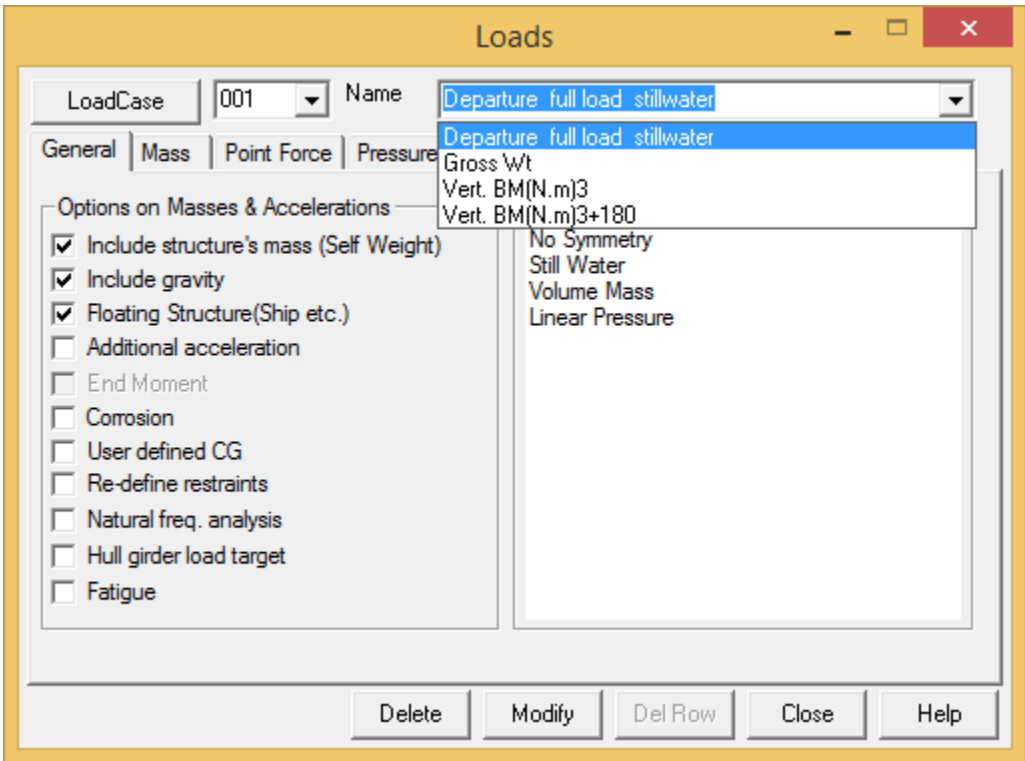 Loads
LoadCase 001 Name Departure full load stillwater
Departure full load stillwater
Gross Wt
Vert. BM(N.m)3
Vert. BM(N.m)3+180
General Mass Point Force Pressure
Options on Masses & Accelerations
Include structure's mass (Self Weight)
Include gravity
Floating Structure(Ship etc.)
Additional acceleration
End Moment
Corrosion
User defined CG
Re-define restraints
Natural freq. analysis
Hull girder load target
Fatigue
No Symmetry
Still Water
Volume Mass
Linear Pressure
Delete Modify Del Row Close Help